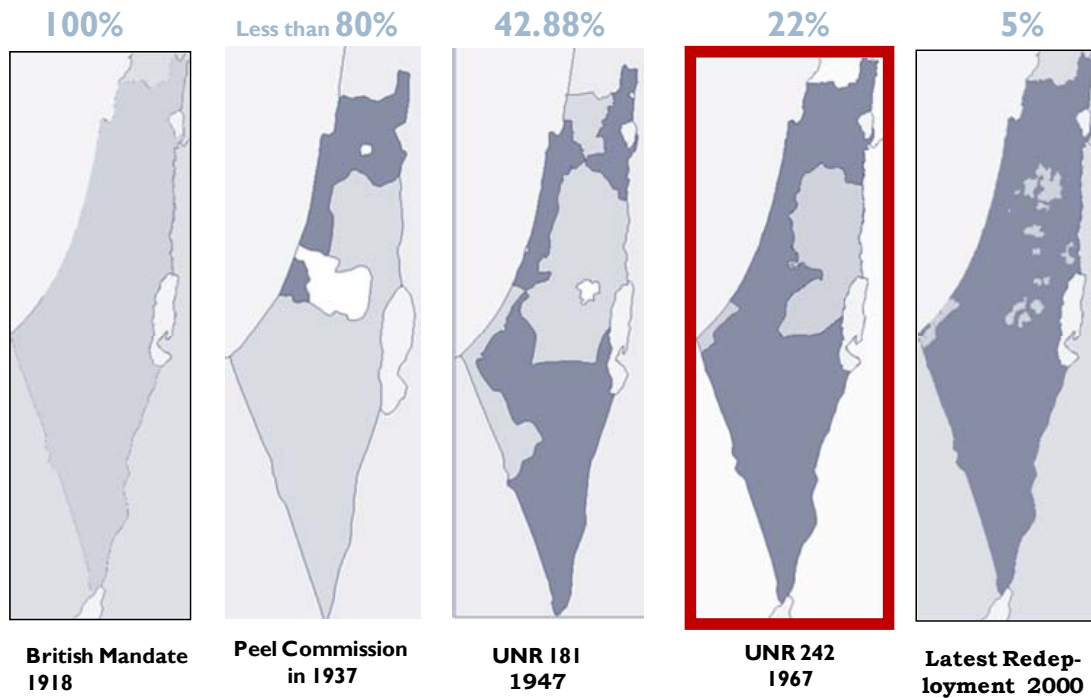 100%
Less than 80%
42.88%
22%
5%
British Mandate
1918
Peel Commission
in 1937
UNR 181
1947
UNR 242
1967
Latest Redep-
loyment 2000